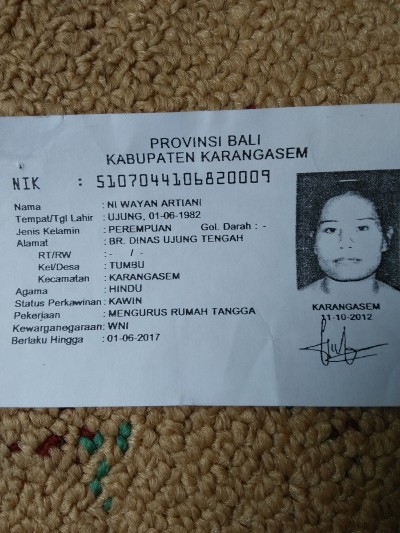 PROVINSI BALI
KABUPATEN KARANGASEM
NIK : 5107044106820009
Nama : NI WAYAN ARTIANI
Tempat/Tgl Lahir : UJUNG, 01-06-1982
Jenis Kelamin : PEREMPUAN Gol. Darah : -
Alamat : BR. DINAS UJUNG TENGAH
RT/RW : - / -
Kel/Desa : TUMBU
Kecamatan : KARANGASEM
Agama : HINDU
Status Perkawinan : KAWIN
Pekerjaan : MENGURUS RUMAH TANGGA
Kewarganegaraan: WNI
Berlaku Hingga : 01-06-2017
KARANGASEM
11-10-2012